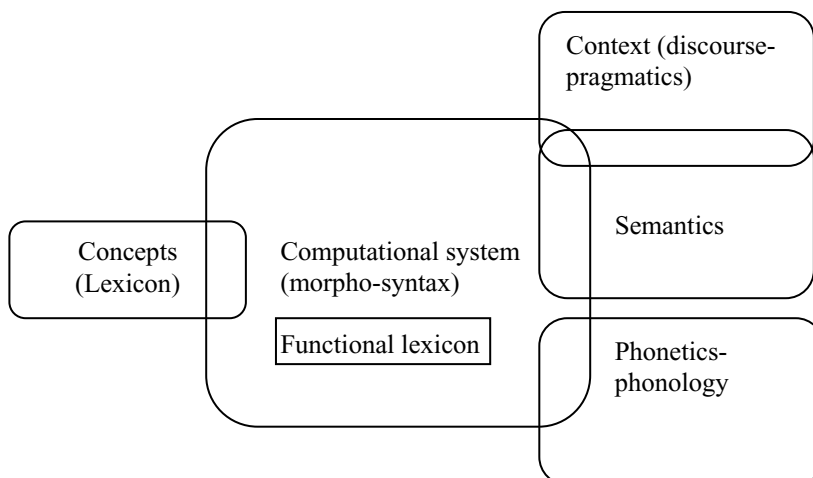 Context (discourse-
pragmatics)
Semantics
Concepts
(Lexicon)
Computational system
(morpho-syntax)
Functional lexicon
Phonetics-
phonology